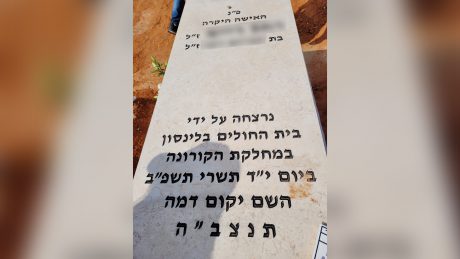 פ"נ
האישה היקרה
ז"ל
בת ז"ל
נרצחה על ידי
בית החולים בלינסון
במחלקת הקורונה
ביום י"ד תשרי תשפ"ב
השם יקום דמה
תנצב"ה